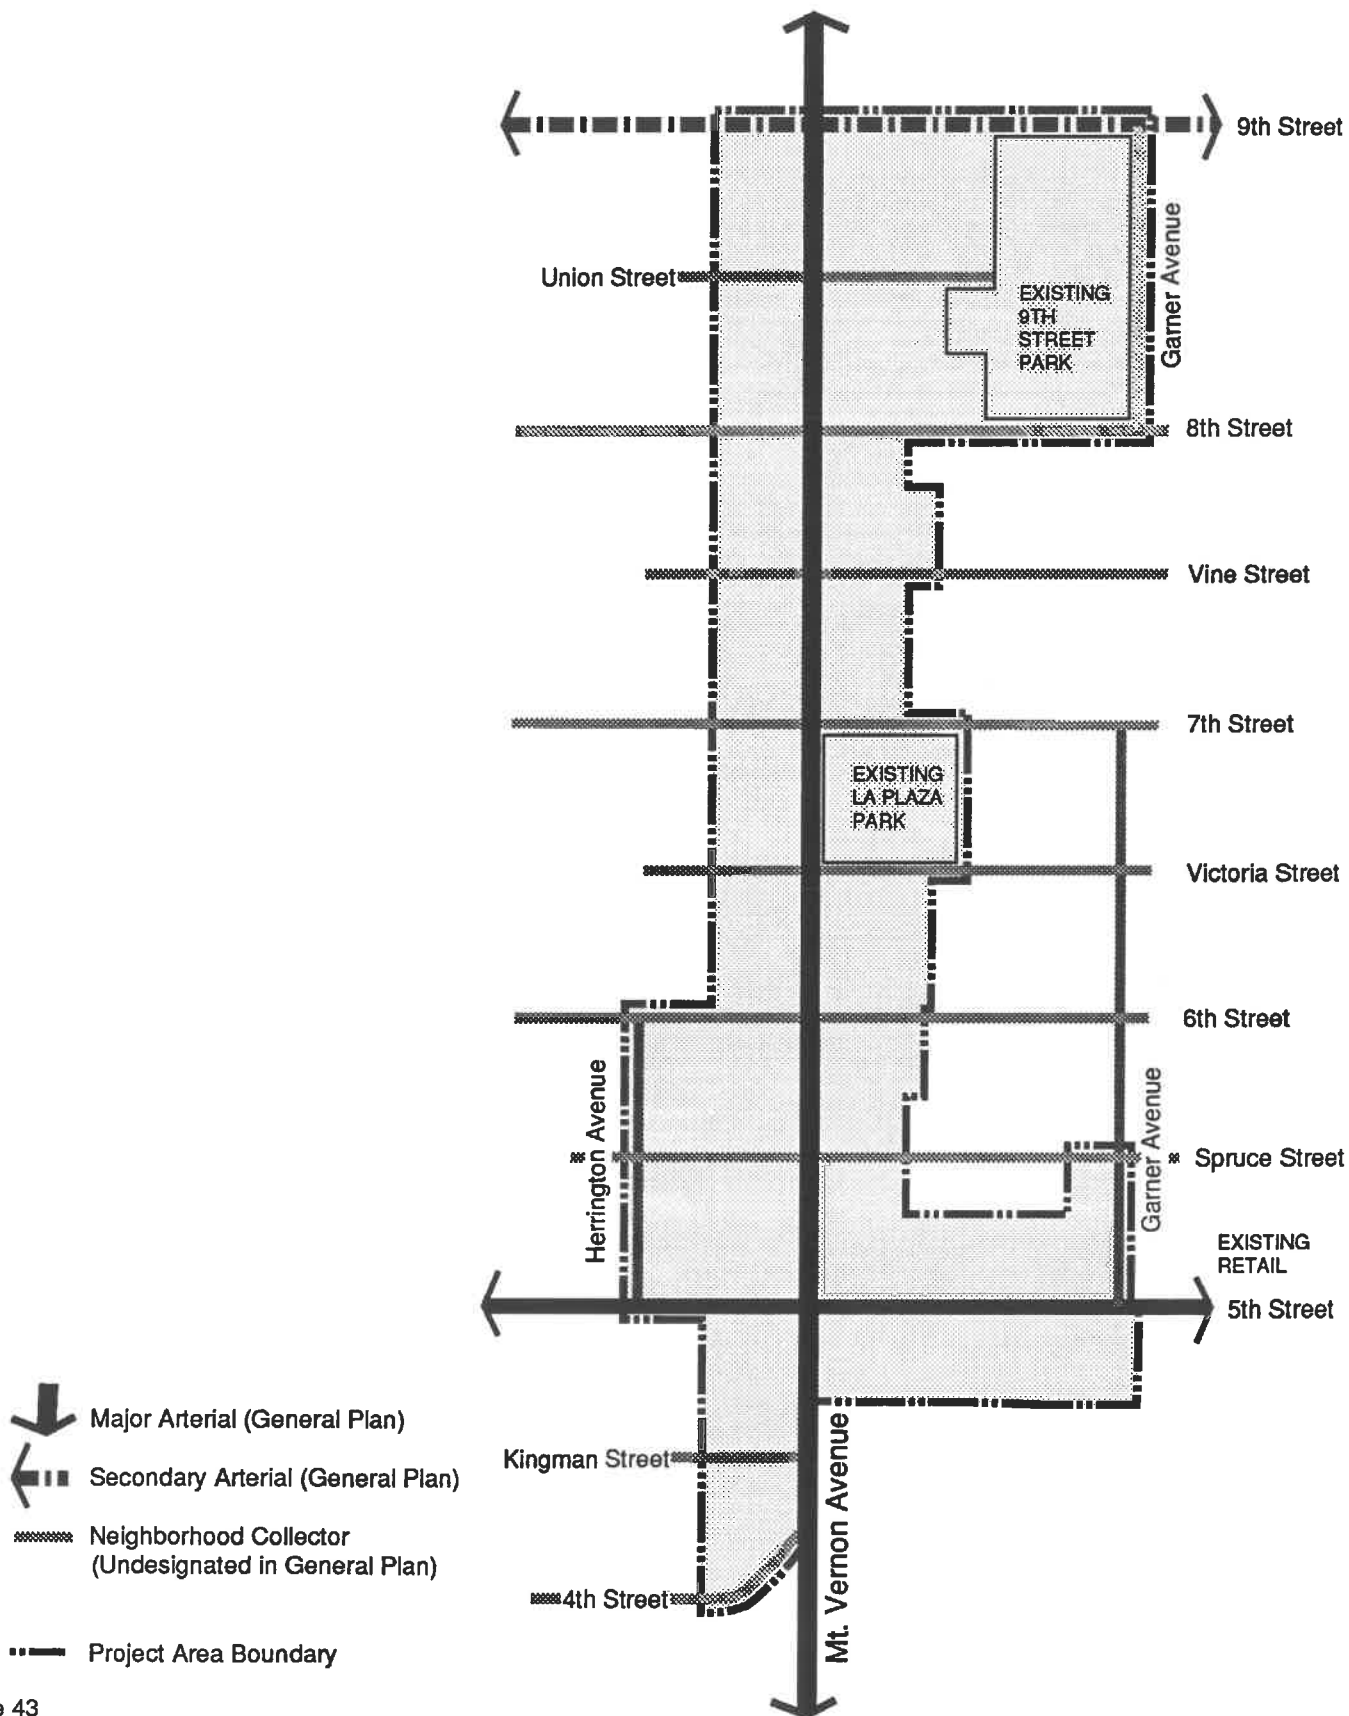 9th Street
Garner Avenue
Union Street
EXISTING
9TH
STREET
PARK
8th Street
Vine Street
7th Street
EXISTING
LA PLAZA
PARK
Victoria Street
6th Street
Herrington Avenue
Garner Avenue
Spruce Street
EXISTING
RETAIL
5th Street
Major Arterial (General Plan)
Mt. Vernon Avenue
Kingman Street
Secondary Arterial (General Plan)
Neighborhood Collector
(Undesignated in General Plan)
4th Street
Project Area Boundary
43